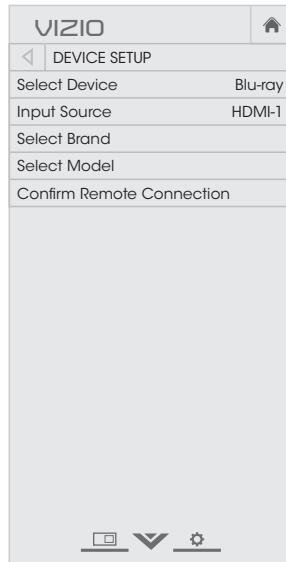 VIZIO
DEVICE SETUP
Select Device Blu-ray
Input Source HDMI-1
Select Brand
Select Model
Confirm Remote Connection